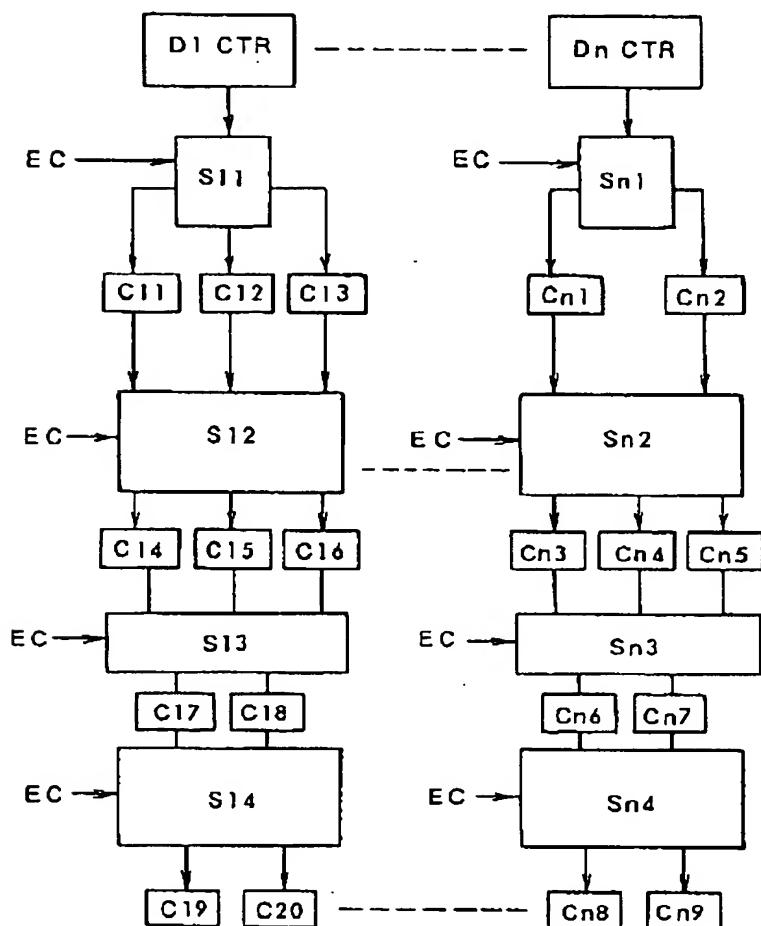 D1 CTR
Dn CTR
EC
S11
EC
Sn1
C11
C12
C13
Cn1
Cn2
EC
S12
EC
Sn2
C14
C15
C16
Cn3
Cn4
Cn5
EC
S13
EC
Sn3
C17
C18
Cn6
Cn7
EC
S14
EC
Sn4
C19
C20
Cn8
Cn9